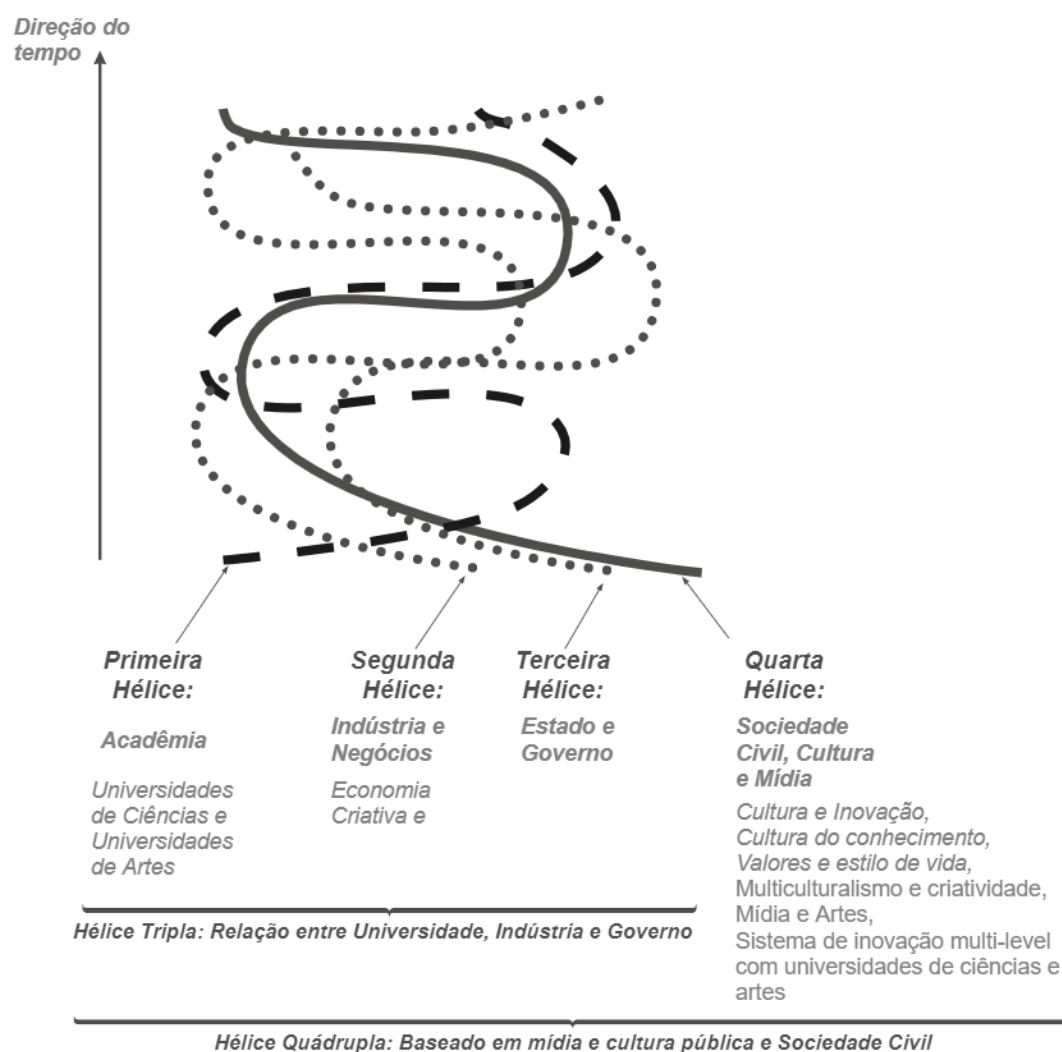 Direção do
tempo
Primeira
Hélice:
Acadêmia
Universidades
de Ciências e
Universidades
de Artes
Segunda
Hélice:
Indústria e
Negócios
Economia
Criativa e
Terceira
Hélice:
Estado e
Governo
Quarta
Hélice:
Sociedade
Civil, Cultura
e Mídia
Cultura e Inovação,
Cultura do conhecimento,
Valores e estilo de vida,
Multiculturalismo e criatividade,
Mídia e Artes,
Sistema de inovação multi-level
com universidades de ciências e
artes
Hélice Tripla: Relação entre Universidade, Indústria e Governo
Hélice Quádrupla: Baseado em mídia e cultura pública e Sociedade Civil